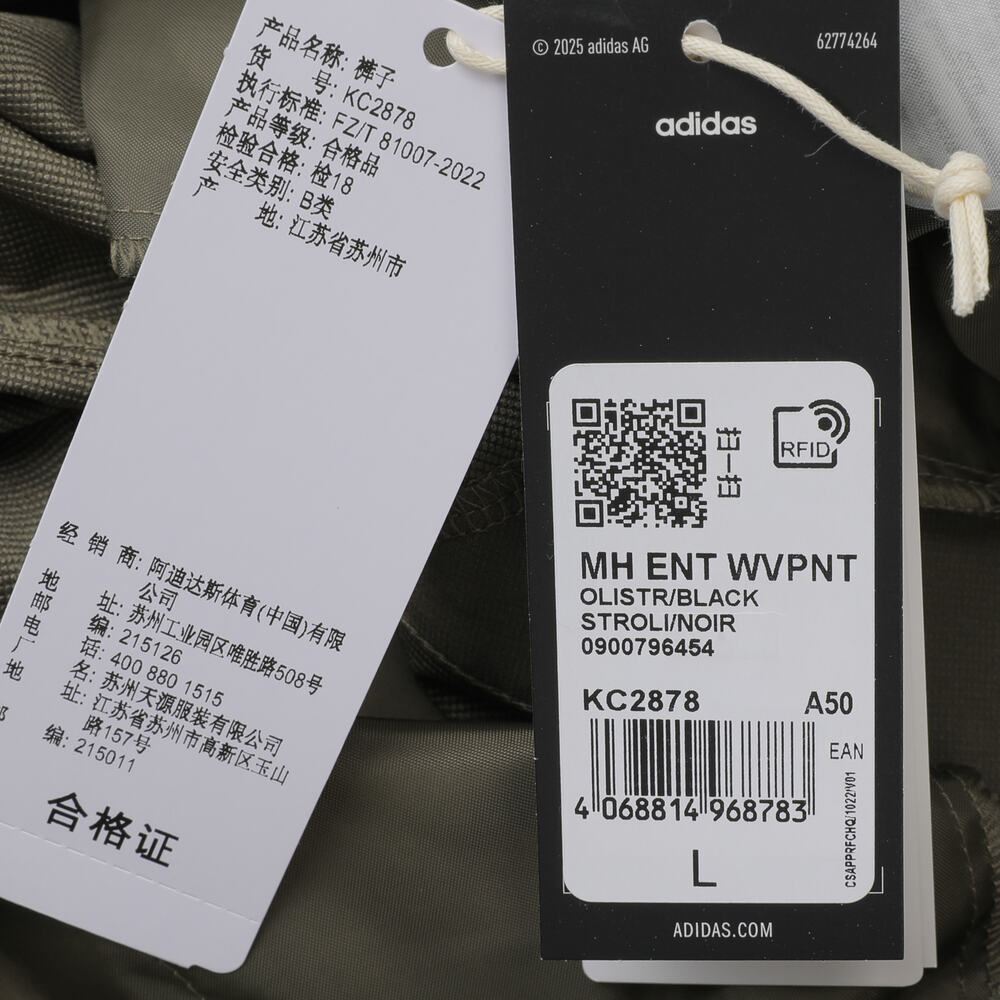 产品名称: 裤子
货 号: KC2878
执行标准: FZ/T 81007-2022
产品等级: 合格品
检验合格: 检18
安全类别: B类
产 地: 江苏省苏州市
经 销 商: 阿迪达斯体育(中国)有限
公司
地 址: 苏州工业园区唯胜路508号
邮 编: 215126
电 话: 400 880 1515
厂 名: 苏州天源服装有限公司
地 址: 江苏省苏州市高新区玉山
路157号
邮 编: 215011
合格证
© 2025 adidas AG
62774264
adidas
扫一扫
RFID
MH ENT WVPNT
OLISTR/BLACK
STROLI/NOIR
0900796454
KC2878 A50
EAN
4 068814 968783
CSAPPRFCHQ/1022/V01
L
ADIDAS.COM